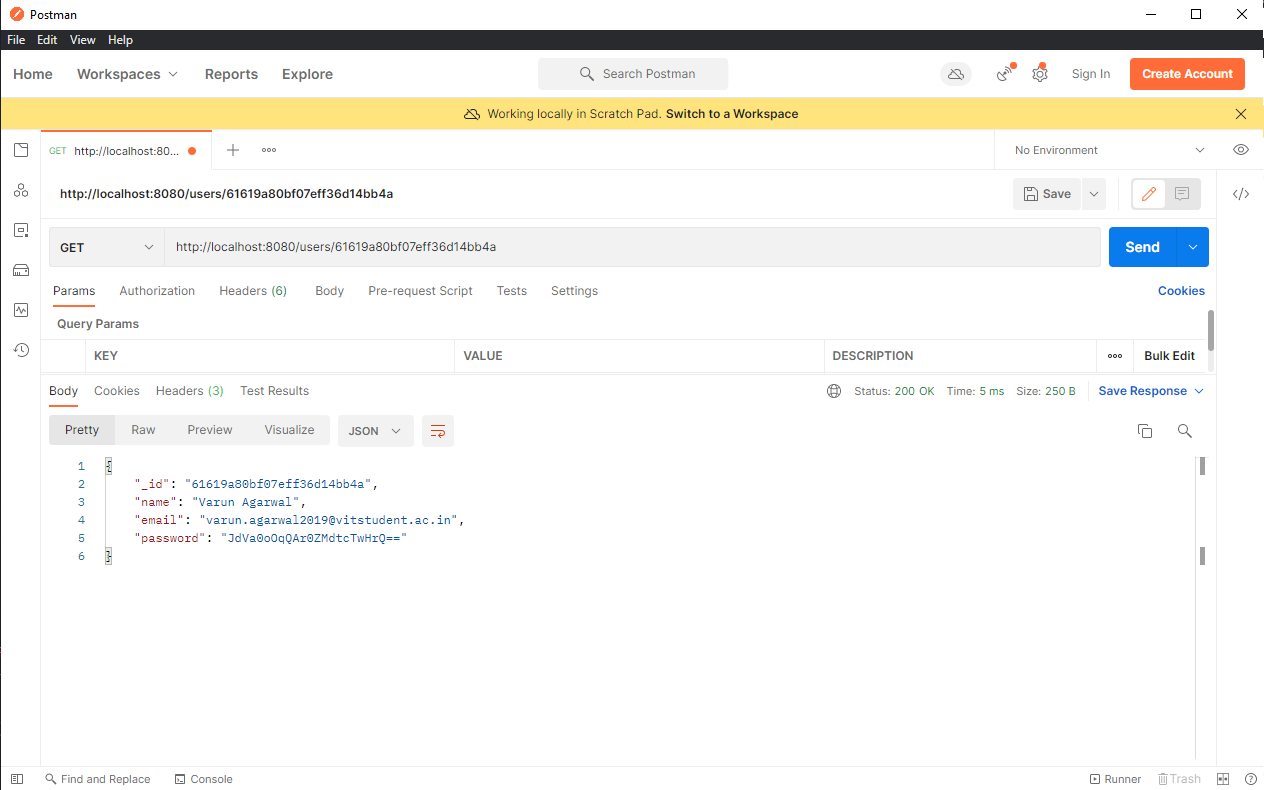 Postman
File Edit View Help
Home Workspaces Reports Explore Search Postman Sign In Create Account
Working locally in Scratch Pad. Switch to a Workspace
GET http://localhost:80... No Environment
http://localhost:8080/users/61619a80bf07eff36d14bb4a Save
GET http://localhost:8080/users/61619a80bf07eff36d14bb4a Send
Params Authorization Headers (6) Body Pre-request Script Tests Settings Cookies
Query Params
KEY VALUE DESCRIPTION Bulk Edit
Body Cookies Headers (3) Test Results Status: 200 OK Time: 5 ms Size: 250 B Save Response
Pretty Raw Preview Visualize JSON
1 {
2 "_id": "61619a80bf07eff36d14bb4a",
3 "name": "Varun Agarwal",
4 "email": "varun.agarwal2019@vitstudent.ac.in",
5 "password": "JdVa0oOqQAr0ZMdtcTwHrQ=="
6 }
Find and Replace Console Runner Trash